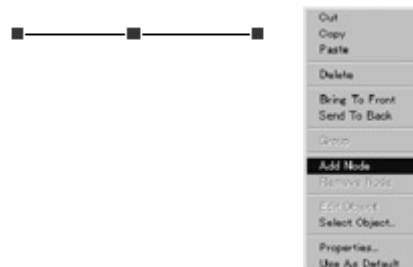 Cut
Copy
Paste
Delete
Bring To Front
Send To Back
Group
Add Node
Remove Node
Edit Object
Select Object...
Properties...
Use As Default